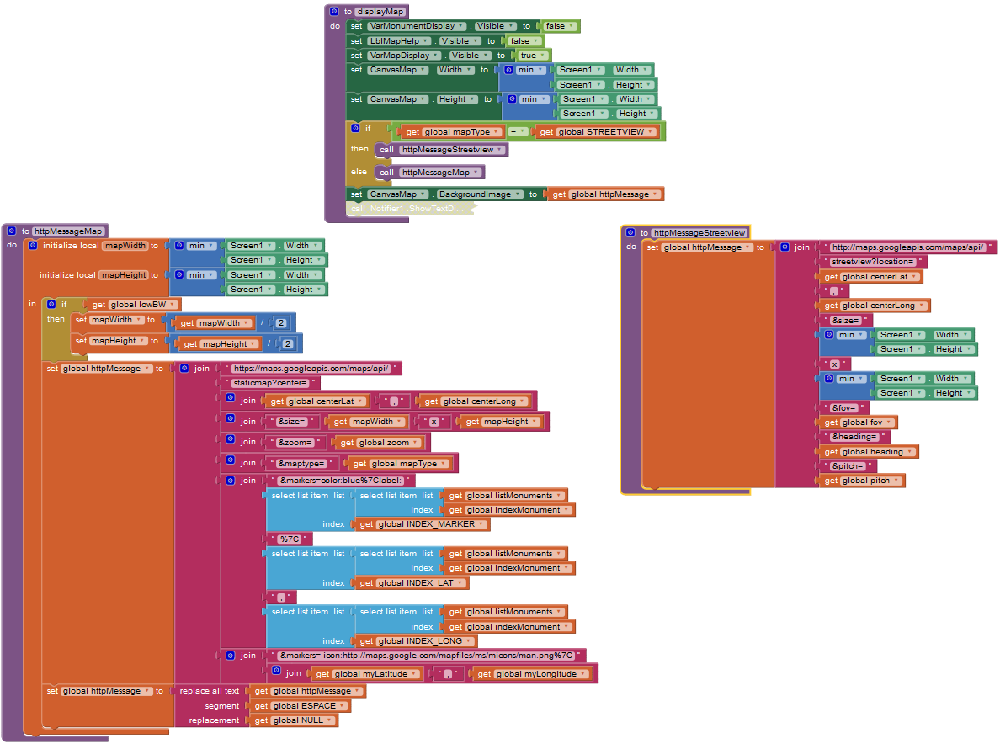 to displayMap
do set VarMonumentDisplay . Visible to false
set LblMapHelp . Visible to false
set VarMapDisplay . Visible to true
set CanvasMap . Width to min Screen1 . Width
Screen1 . Height
set CanvasMap . Height to min Screen1 . Width
Screen1 . Height
if get global mapType = get global STREETVIEW
then call httpMessageStreetview
else call httpMessageMap
set CanvasMap . BackgroundImage to get global httpMessage
call Notifier1 .ShowTextDi...
to httpMessageMap
do initialize local mapWidth to min Screen1 . Width
Screen1 . Height
initialize local mapHeight to min Screen1 . Width
Screen1 . Height
in if get global lowBW
then set mapWidth to get mapWidth / 2
set mapHeight to get mapHeight / 2
set global httpMessage to join " https://maps.googleapis.com/maps/api/ "
" staticmap?center= "
join get global centerLat " , " get global centerLong
join " &size= " get mapWidth " x " get mapHeight
join " &zoom= " get global zoom
join " &maptype= " get global mapType
join " &markers=color:blue%7Clabel: "
select list item list select list item list get global listMonuments
index get global indexMonument
index get global INDEX_MARKER
" %7C "
select list item list select list item list get global listMonuments
index get global indexMonument
index get global INDEX_LAT
" , "
select list item list select list item list get global listMonuments
index get global indexMonument
index get global INDEX_LONG
join " &markers= icon:http://maps.google.com/mapfiles/ms/micons/man.png%7C "
join get global myLatitude " , " get global myLongitude
set global httpMessage to replace all text get global httpMessage
segment get global ESPACE
replacement get global NULL
to httpMessageStreetview
do set global httpMessage to join " http://maps.googleapis.com/maps/api/ "
" streetview?location= "
get global centerLat
" , "
get global centerLong
" &size= "
min Screen1 . Width
Screen1 . Height
" x "
min Screen1 . Width
Screen1 . Height
" &fov= "
get global fov
" &heading= "
get global heading
" &pitch= "
get global pitch